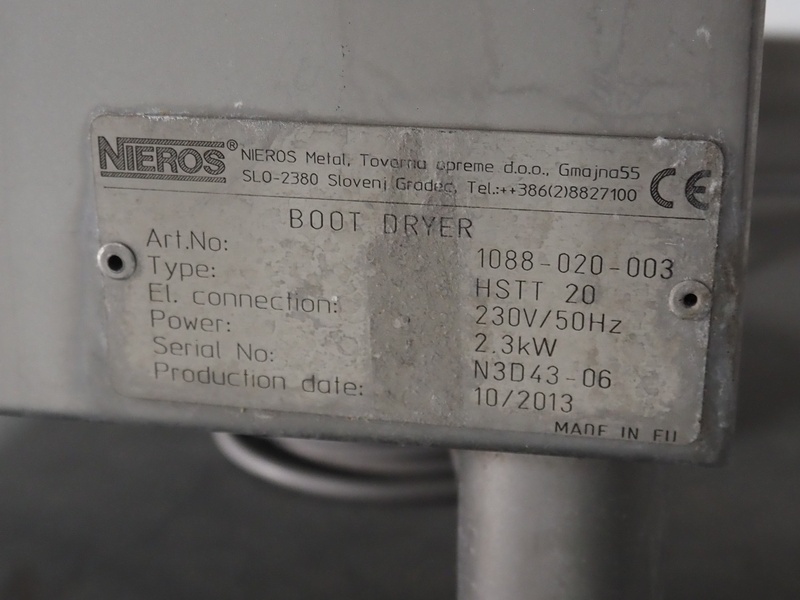 NIEROS® NIEROS Metal, Tovarna opreme d.o.o., Gmajna55
SLO-2380 Slovenj Gradec, Tel.:++386(2)8827100
CE
BOOT DRYER
Art.No: 1088-020-003
Type: HSTT 20
El. connection: 230V/50Hz
Power: 2.3kW
Serial No: N3D43-06
Production date: 10/2013
MADE IN EU